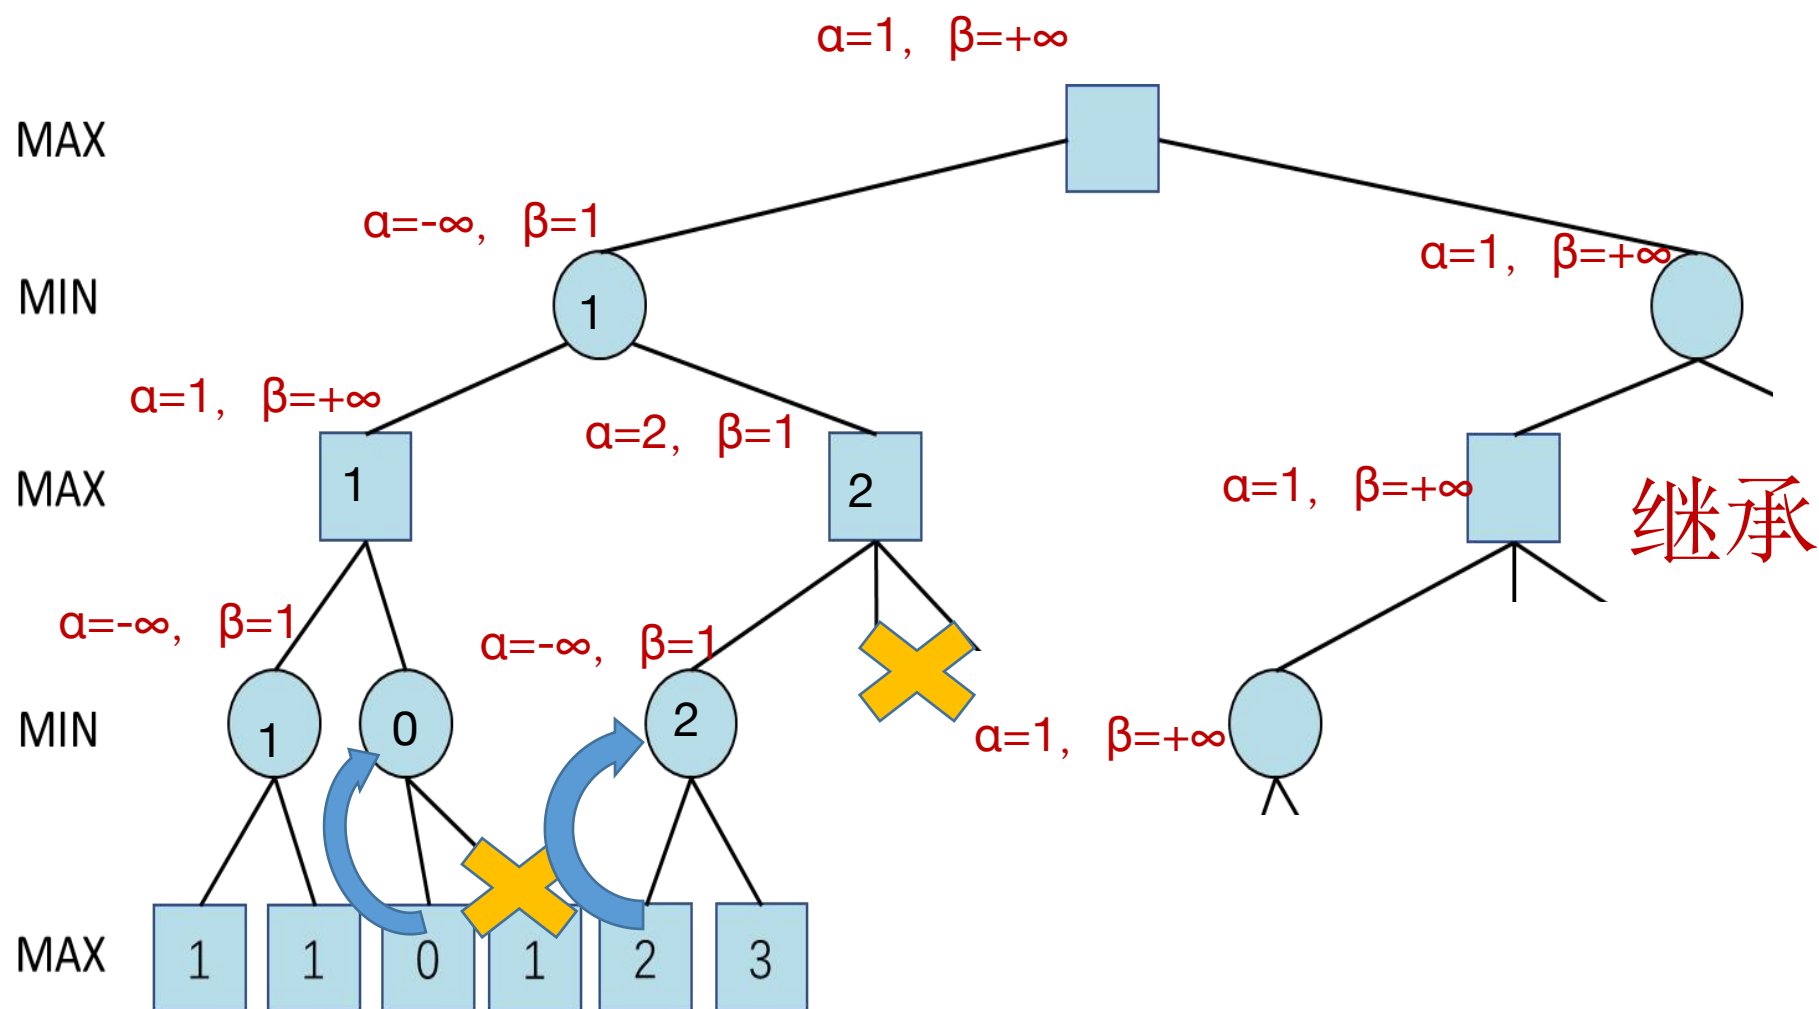 α=1, β=+∞
MAX
α=-∞, β=1
α=1, β=+∞
MIN
1
α=1, β=+∞
α=2, β=1
MAX
1
2
α=1, β=+∞
继承
α=-∞, β=1
α=-∞, β=1
MIN
1
0
2
α=1, β=+∞
MAX
1 1 0 1 2 3